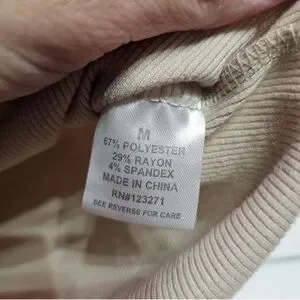 M
67% POLYESTER
29% RAYON
4% SPANDEX
MADE IN CHINA
RN#123271
SEE REVERSE FOR CARE